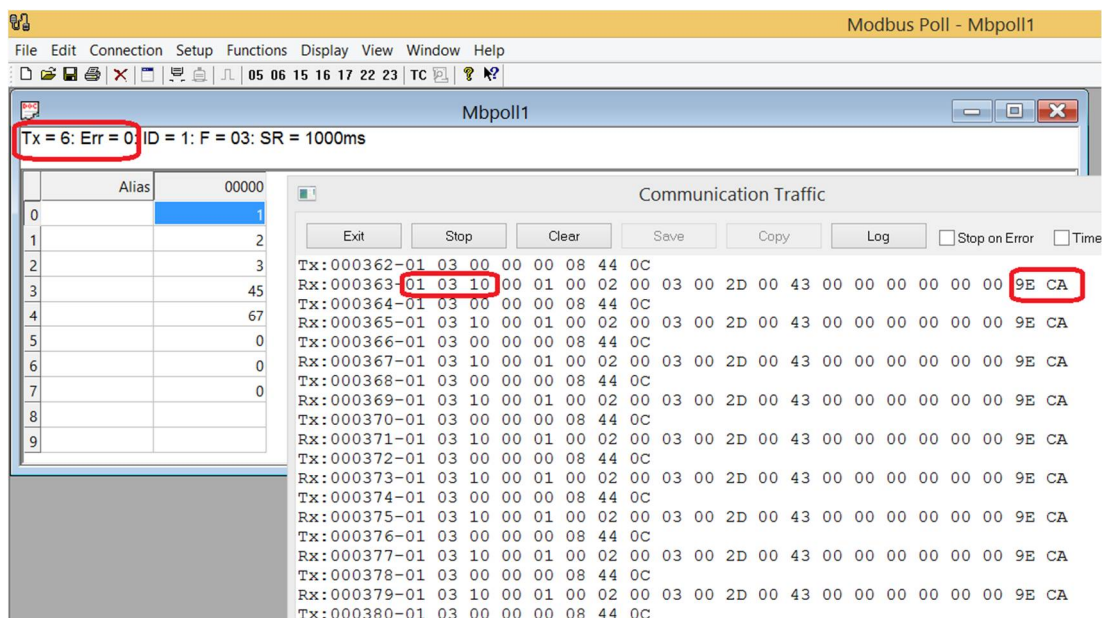 Modbus Poll - Mbpoll1
File Edit Connection Setup Functions Display View Window Help
05 06 15 16 17 22 23 TC
Mbpoll1
Tx = 6: Err = 0: ID = 1: F = 03: SR = 1000ms
Alias 00000
0 1
1 2
2 3
3 45
4 67
5 0
6 0
7 0
8
9
Communication Traffic
Exit Stop Clear Save Copy Log Stop on Error Time
Tx:000362-01 03 00 00 00 08 44 0C
Rx:000363-01 03 10 00 01 00 02 00 03 00 2D 00 43 00 00 00 00 00 00 9E CA
Tx:000364-01 03 00 00 00 08 44 0C
Rx:000365-01 03 10 00 01 00 02 00 03 00 2D 00 43 00 00 00 00 00 00 9E CA
Tx:000366-01 03 00 00 00 08 44 0C
Rx:000367-01 03 10 00 01 00 02 00 03 00 2D 00 43 00 00 00 00 00 00 9E CA
Tx:000368-01 03 00 00 00 08 44 0C
Rx:000369-01 03 10 00 01 00 02 00 03 00 2D 00 43 00 00 00 00 00 00 9E CA
Tx:000370-01 03 00 00 00 08 44 0C
Rx:000371-01 03 10 00 01 00 02 00 03 00 2D 00 43 00 00 00 00 00 00 9E CA
Tx:000372-01 03 00 00 00 08 44 0C
Rx:000373-01 03 10 00 01 00 02 00 03 00 2D 00 43 00 00 00 00 00 00 9E CA
Tx:000374-01 03 00 00 00 08 44 0C
Rx:000375-01 03 10 00 01 00 02 00 03 00 2D 00 43 00 00 00 00 00 00 9E CA
Tx:000376-01 03 00 00 00 08 44 0C
Rx:000377-01 03 10 00 01 00 02 00 03 00 2D 00 43 00 00 00 00 00 00 9E CA
Tx:000378-01 03 00 00 00 08 44 0C
Rx:000379-01 03 10 00 01 00 02 00 03 00 2D 00 43 00 00 00 00 00 00 9E CA
Tx:000380-01 03 00 00 00 08 44 0C